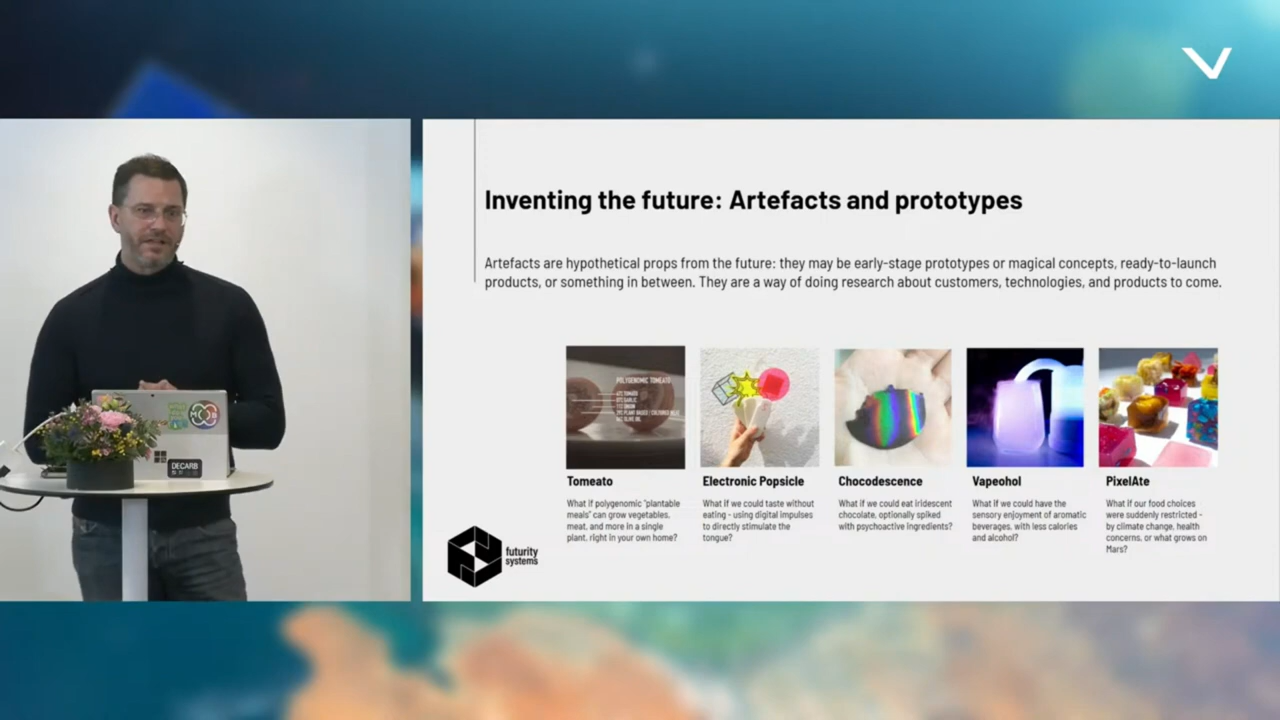 Inventing the future: Artefacts and prototypes
Artefacts are hypothetical props from the future: they may be early-stage prototypes or magical concepts, ready-to-launch
products, or something in between. They are a way of doing research about customers, technologies, and products to come.
POLYGENOMIC TOMEATO
Tomeato
What if polygenomic "plantable
meals" can grow vegetables,
meat, and more in a single
plant, right in your own home?
Electronic Popsicle
What if we could taste without
eating - using digital impulses
to directly stimulate the
tongue?
Chocodescence
What if we could eat iridescent
chocolate, optionally spiked
with psychoactive ingredients?
Vapeohol
What if we could have the
sensory enjoyment of aromatic
beverages, with less calories
and alcohol?
PixelAte
What if our food choices
were suddenly restricted -
by climate change, health
concerns, or what grows on
Mars?
futurity
systems
DECARB